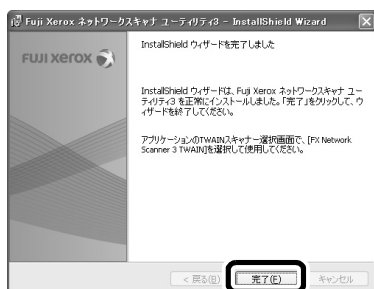 Fuji Xerox ネットワークスキャナ ユーティリティ3 - InstallShield Wizard
FUJI XEROX
InstallShield ウィザードを完了しました
InstallShield ウィザードは、Fuji Xerox ネットワークスキャナ ユー
ティリティ3 を正常にインストールしました。「完了」をクリックして、ウ
ィザードを終了してください。
アプリケーションのTWAINスキャナー選択画面で、[FX Network
Scanner 3 TWAIN]を選択して使用してください。
< 戻る(B)
完了(F)
キャンセル